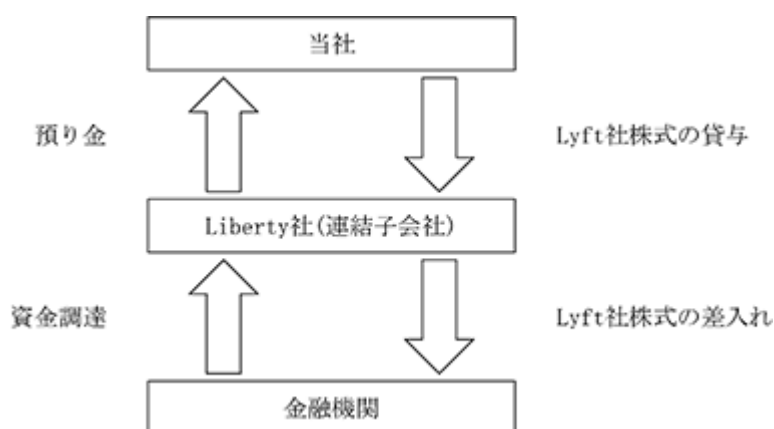 当社
預り金
Lyft社株式の貸与
Liberty社(連結子会社)
資金調達
Lyft社株式の差入れ
金融機関